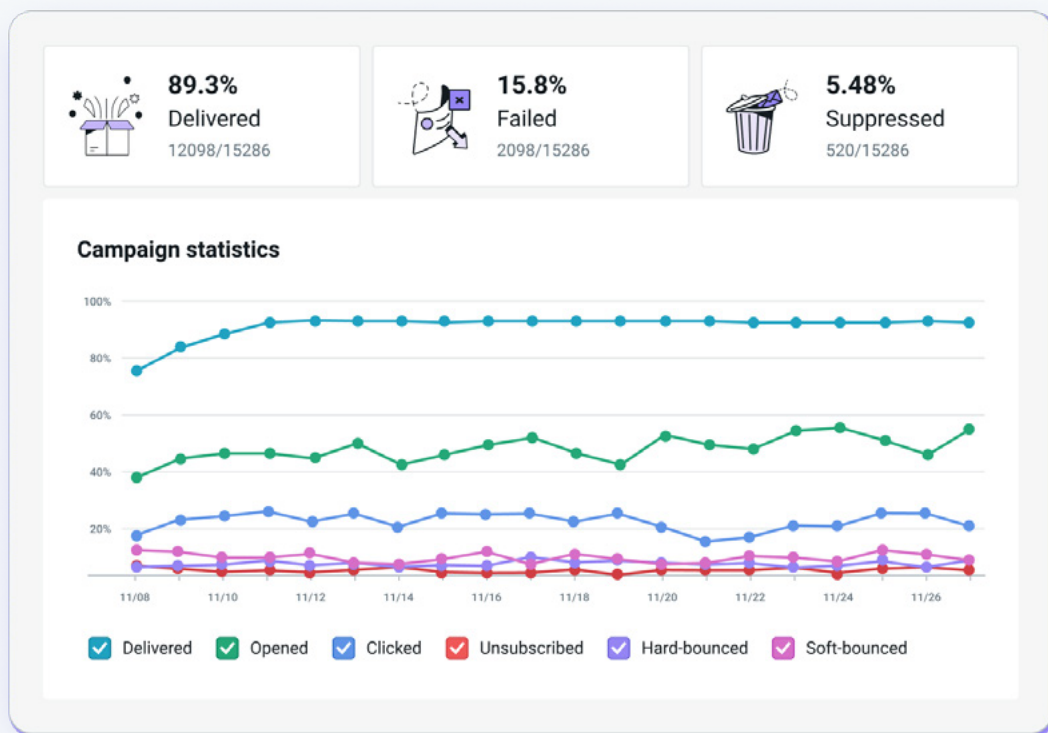 89.3%
Delivered
12098/15286
15.8%
Failed
2098/15286
5.48%
Suppressed
520/15286
Campaign statistics
100%
80%
60%
40%
20%
11/08 11/10 11/12 11/14 11/16 11/18 11/20 11/22 11/24 11/26
Delivered Opened Clicked Unsubscribed Hard-bounced Soft-bounced